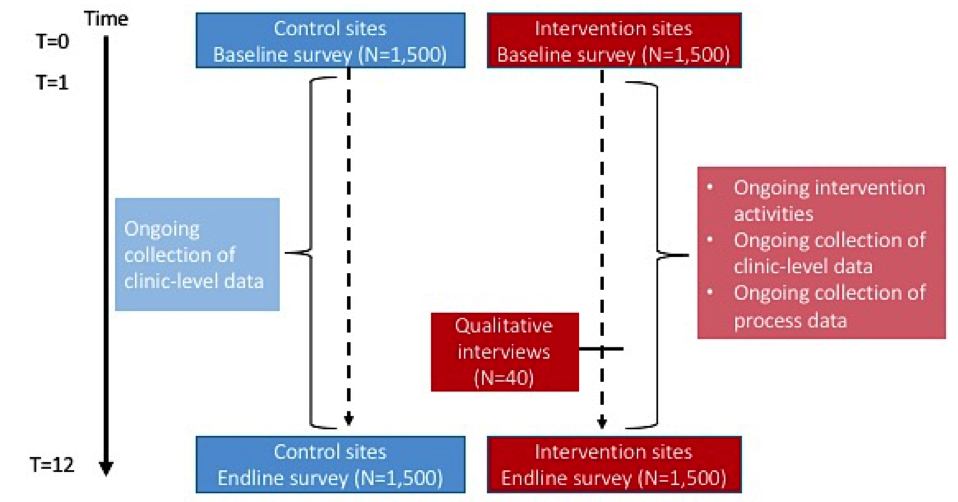 Time
T=0
Control sites
Baseline survey (N=1,500)
Intervention sites
Baseline survey (N=1,500)
T=1
Ongoing
collection of
clinic-level data
• Ongoing intervention
activities
• Ongoing collection of
clinic-level data
• Ongoing collection of
process data
Qualitative
interviews
(N=40)
T=12
Control sites
Endline survey (N=1,500)
Intervention sites
Endline survey (N=1,500)